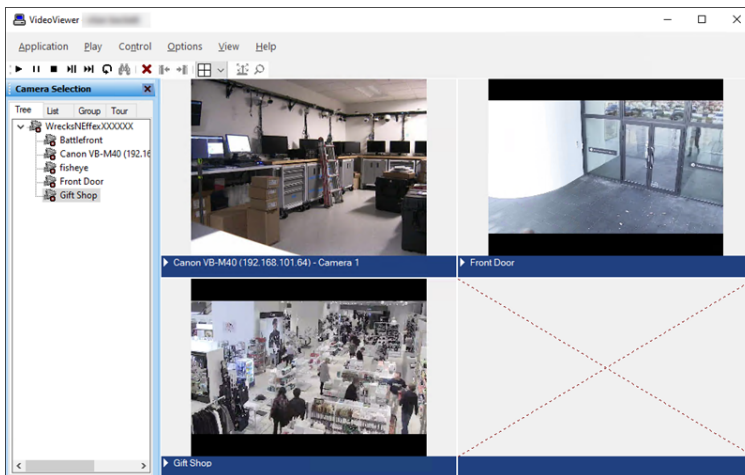 VideoViewer
Application Play Control Options View Help
Camera Selection
Tree List Group Tour
WrecksNEffexXXXXXX
Battlefront
Canon VB-M40 (192.16
fisheye
Front Door
Gift Shop
Canon VB-M40 (192.168.101.64) - Camera 1
Front Door
Gift Shop